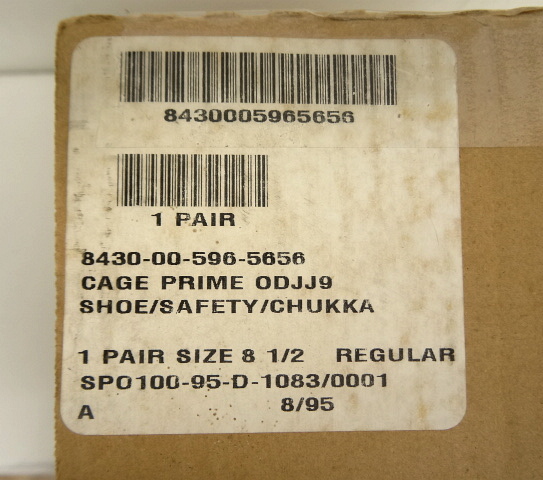 8430005965656
1 PAIR
8430-00-596-5656
CAGE PRIME ODJJ9
SHOE/SAFETY/CHUKKA
1 PAIR SIZE 8 1/2 REGULAR
SPO100-95-D-1083/0001
A 8/95